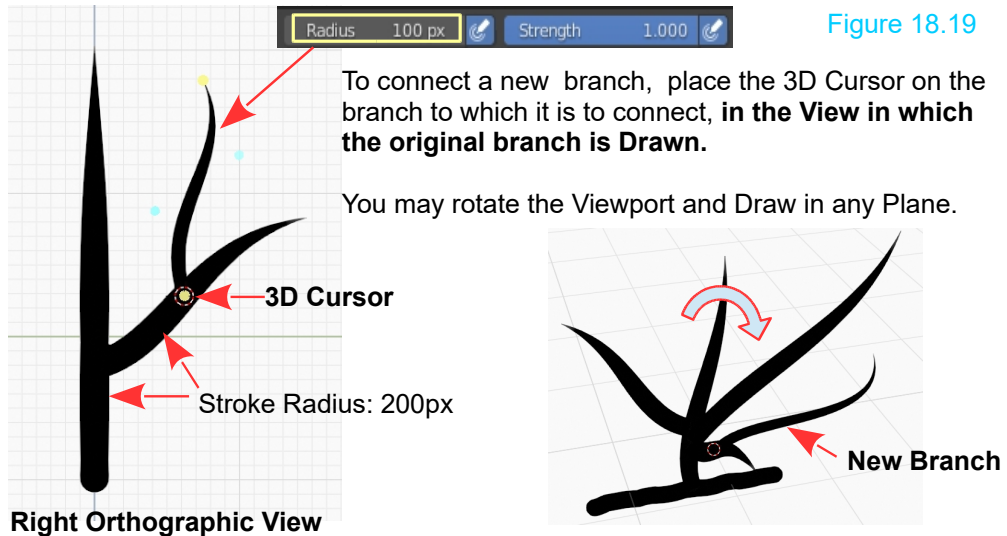 Radius 100 px Strength 1.000
Figure 18.19
To connect a new branch, place the 3D Cursor on the
branch to which it is to connect, in the View in which
the original branch is Drawn.
You may rotate the Viewport and Draw in any Plane.
3D Cursor
Stroke Radius: 200px
New Branch
Right Orthographic View